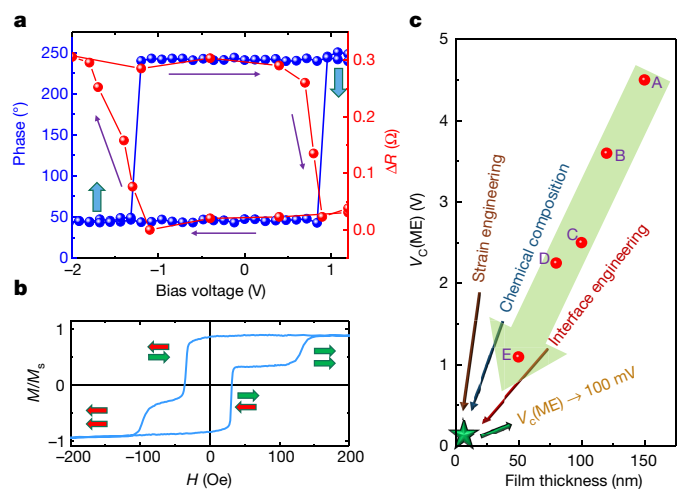 a
250
200
150
100
50
0
Phase (°)
–2
–1
0
1
Bias voltage (V)
0.3
0.2
0.1
0.0
ΔR (Ω)
b
1
0
–1
M/Ms
–200
–100
0
100
200
H (Oe)
c
5
4
3
2
1
0
VC(ME) (V)
0
50
100
150
Film thickness (nm)
A
B
C
D
E
Strain engineering
Chemical composition
Interface engineering
Vc(ME) → 100 mV